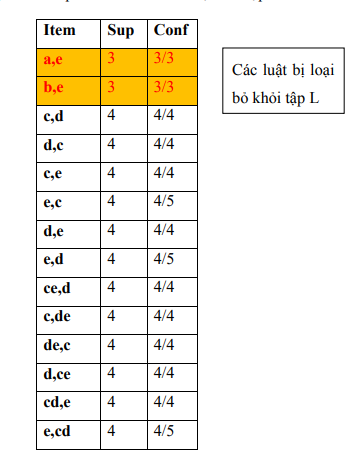 Item Sup Conf
a,e 3 3/3
b,e 3 3/3
c,d 4 4/4
d,c 4 4/4
c,e 4 4/4
e,c 4 4/5
d,e 4 4/4
e,d 4 4/5
ce,d 4 4/4
c,de 4 4/4
de,c 4 4/4
d,ce 4 4/4
cd,e 4 4/4
e,cd 4 4/5
Các luật bị loại
bỏ khỏi tập L